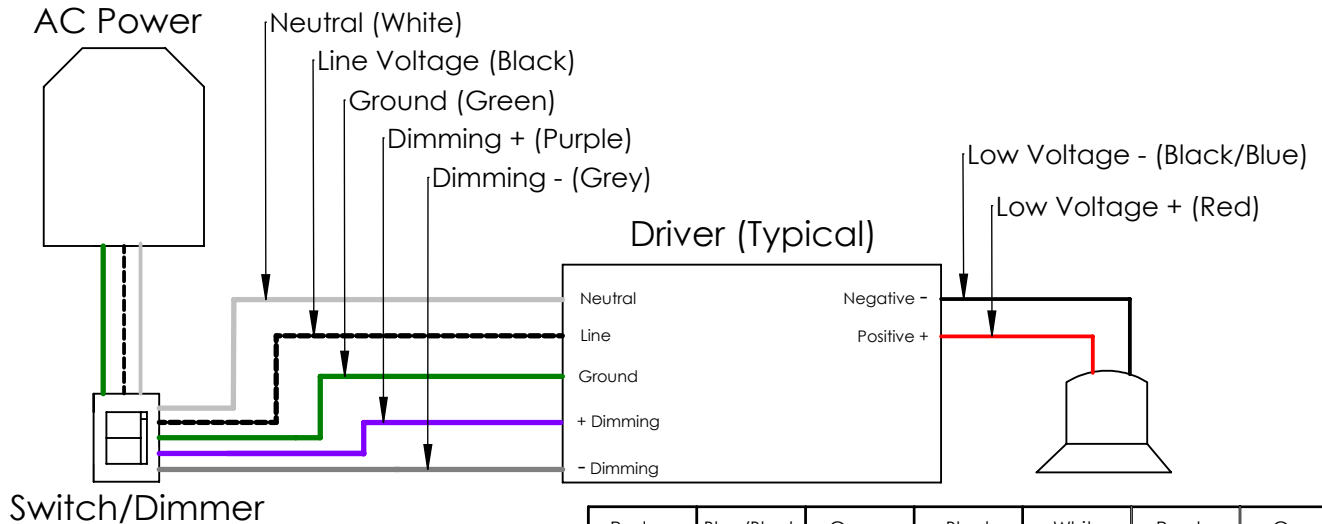 AC Power
Neutral (White)
Line Voltage (Black)
Ground (Green)
Dimming + (Purple)
Dimming - (Grey)
Low Voltage - (Black/Blue)
Low Voltage + (Red)
Driver (Typical)
Neutral
Negative -
Line
Positive +
Ground
+ Dimming
- Dimming
Switch/Dimmer